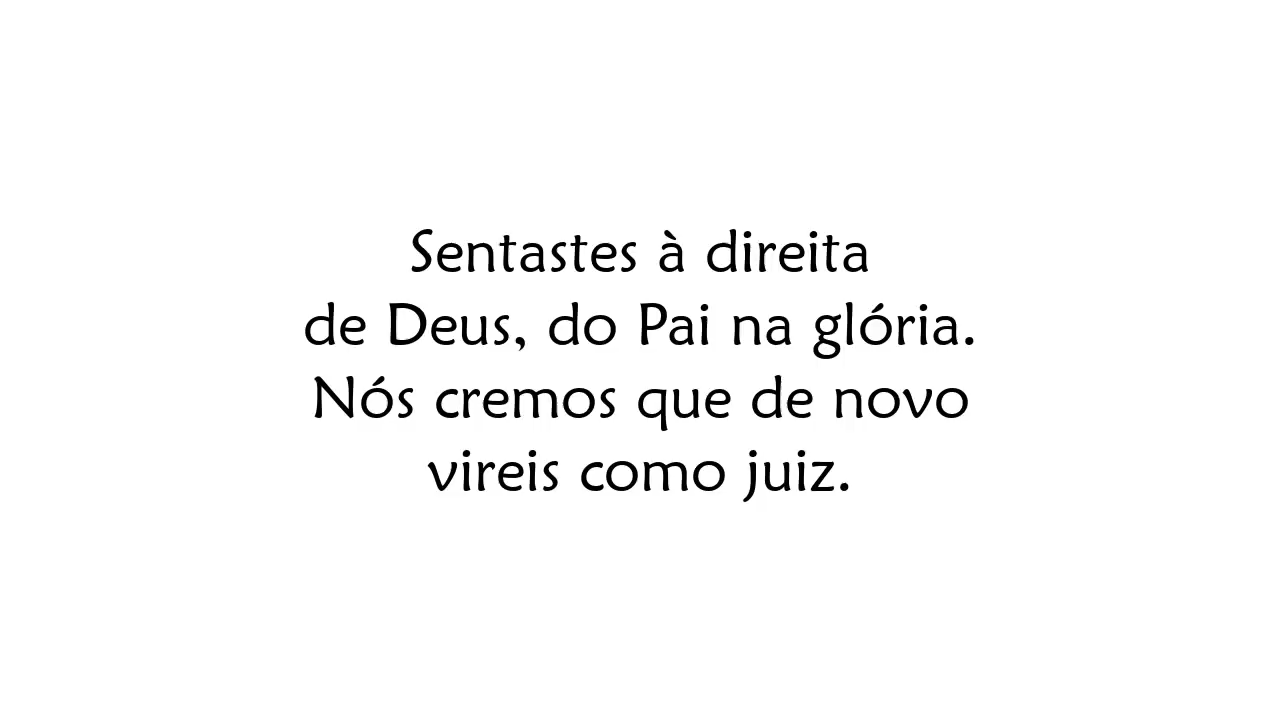 Sentastes à direita
de Deus, do Pai na glória.
Nós cremos que de novo
vireis como juiz.